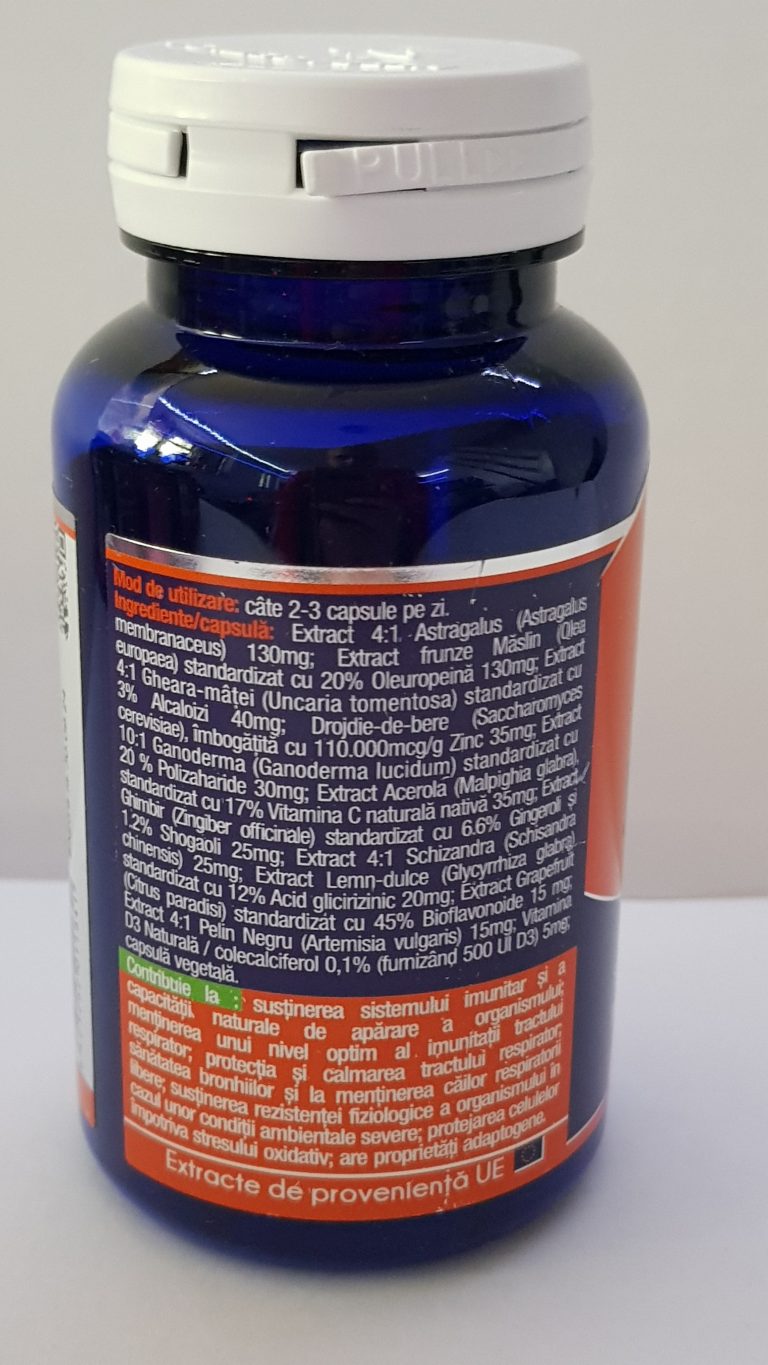 PULL
Mod de utilizare: câte 2-3 capsule pe zi.
Ingrediente/capsulă: Extract 4:1 Astragalus (Astragalus
membranaceus) 130mg; Extract frunze Măslin (Olea
europaea) standardizat cu 20% Oleuropeină 130mg; Extract
4:1 Gheara-mâței (Uncaria tomentosa) standardizat cu
3% Alcaloizi 40mg; Drojdie-de-bere (Saccharomyces
cerevisiae), îmbogățită cu 110.000mcg/g Zinc 35mg; Extract
10:1 Ganoderma (Ganoderma lucidum) standardizat cu
20 % Polizaharide 30mg; Extract Acerola (Malpighia glabra),
standardizat cu 17% Vitamina C naturală nativă 35mg; Extract
Ghimbir (Zingiber officinale) standardizat cu 6.6% Gingeroli și
1.2% Shogaoli 25mg; Extract 4:1 Schizandra (Schisandra
chinensis) 25mg; Extract Lemn-dulce (Glycyrrhiza glabra)
standardizat cu 12% Acid glicirizinic 20mg; Extract Grapefruit
(Citrus paradisi) standardizat cu 45% Bioflavonoide 15 mg;
Extract 4:1 Pelin Negru (Artemisia vulgaris) 15mg; Vitamina
D3 Naturală / colecalciferol 0,1% (furnizând 500 UI D3) 5mg;
capsulă vegetală.
Contribuie la : susținerea sistemului imunitar și a
capacității naturale de apărare a organismului;
menținerea unui nivel optim al imunitații tractului
respirator; protecția și calmarea tractului respirator;
sănătatea bronhiilor și la menținerea căilor respiratorii
libere; susținerea rezistenței fiziologice a organismului în
cazul unor condiții ambientale severe; protejarea celulelor
împotriva stresului oxidativ; are proprietăți adaptogene.
Extracte de proveniență UE